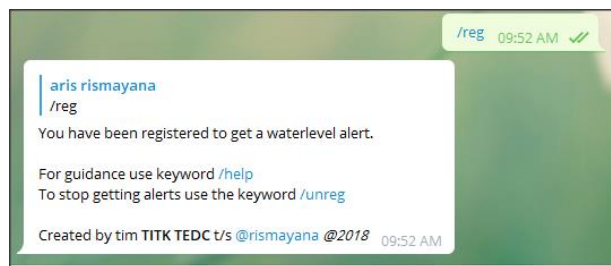 /reg 09:52 AM
aris rismayana
/reg
You have been registered to get a waterlevel alert.
For guidance use keyword /help
To stop getting alerts use the keyword /unreg
Created by tim TITK TEDC t/s @rismayana @2018 09:52 AM